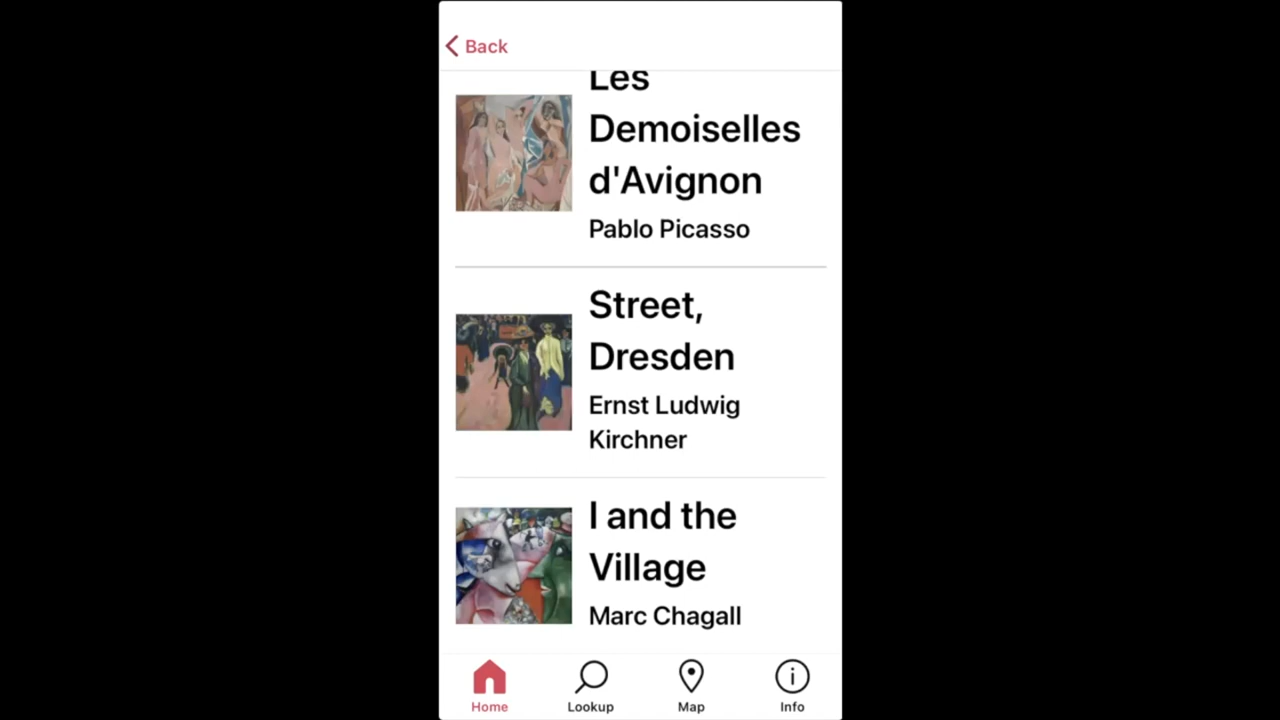 Back
Les
Demoiselles
d'Avignon
Pablo Picasso
Street,
Dresden
Ernst Ludwig
Kirchner
I and the
Village
Marc Chagall
Home
Lookup
Map
Info